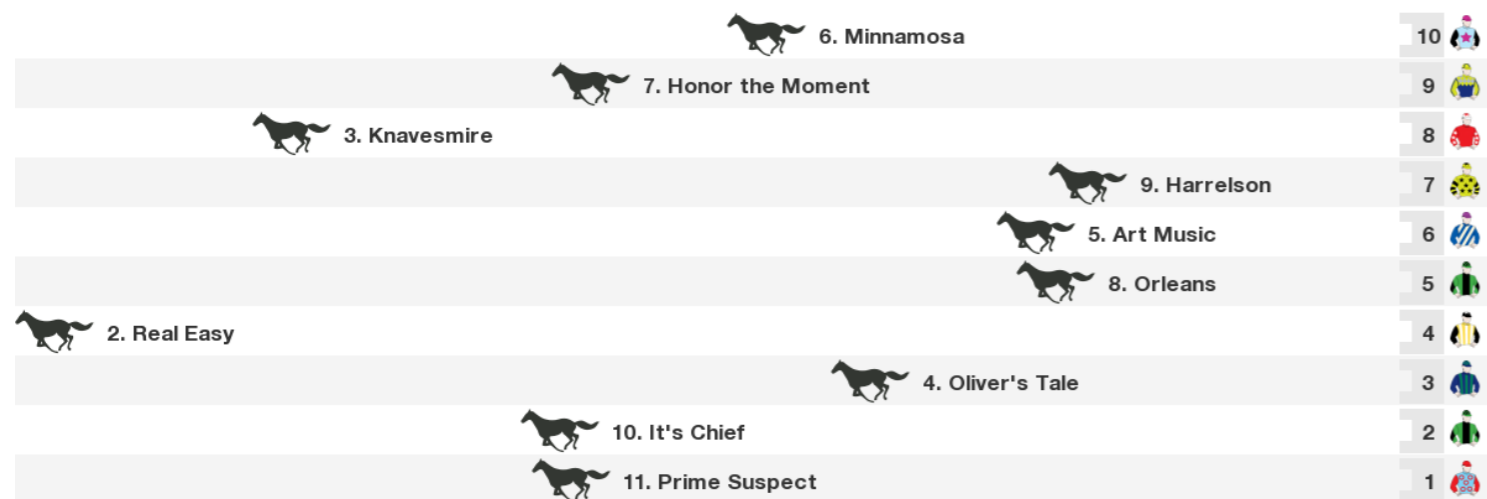 6. Minnamosa 10
7. Honor the Moment 9
3. Knavesmire 8
9. Harrelson 7
5. Art Music 6
8. Orleans 5
2. Real Easy 4
4. Oliver's Tale 3
10. It's Chief 2
11. Prime Suspect 1